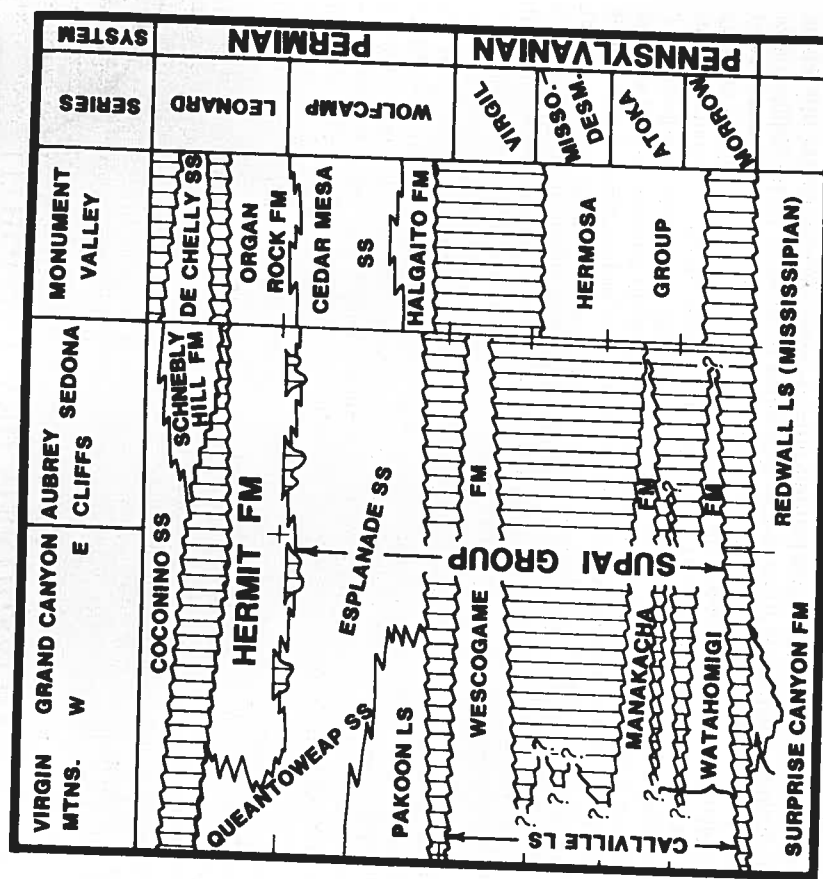 SYSTEM
PERMIAN
PENNSYLVANIAN
SERIES
LEONARD
WOLFCAMP
VIRGIL
MISSO.-
DESM.
ATOKA
MORROW
MONUMENT
VALLEY
DE CHELLY SS
ORGAN
ROCK FM
CEDAR MESA
SS
HALGAITO FM
HERMOSA
GROUP
AUBREY
CLIFFS
SEDONA
SCHNEBLY
HILL FM
GRAND CANYON
W
E
VIRGIN
MTNS.
COCONINO SS
HERMIT FM
ESPLANADE SS
QUEANTOWEAP SS
PAKOON LS
WESCOGAME
FM
SUPAI GROUP
MANAKACHA
FM
WATAHOMIGI
FM
? ? ? ? ? ? ? ? ? ? ? ?
CALLVILLE LS
REDWALL LS (MISSISSIPIAN)
SURPRISE CANYON FM